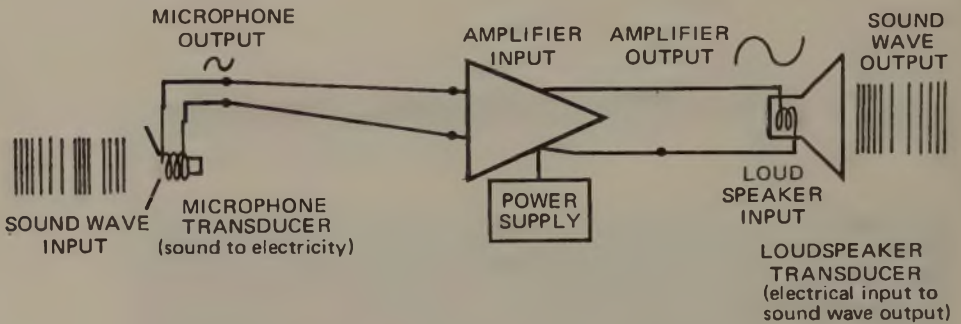 MICROPHONE
OUTPUT
AMPLIFIER
INPUT
AMPLIFIER
OUTPUT
SOUND
WAVE
OUTPUT
SOUND WAVE
INPUT
MICROPHONE
TRANSDUCER
(sound to electricity)
POWER
SUPPLY
LOUD
SPEAKER
INPUT
LOUDSPEAKER
TRANSDUCER
(electrical input to
sound wave output)